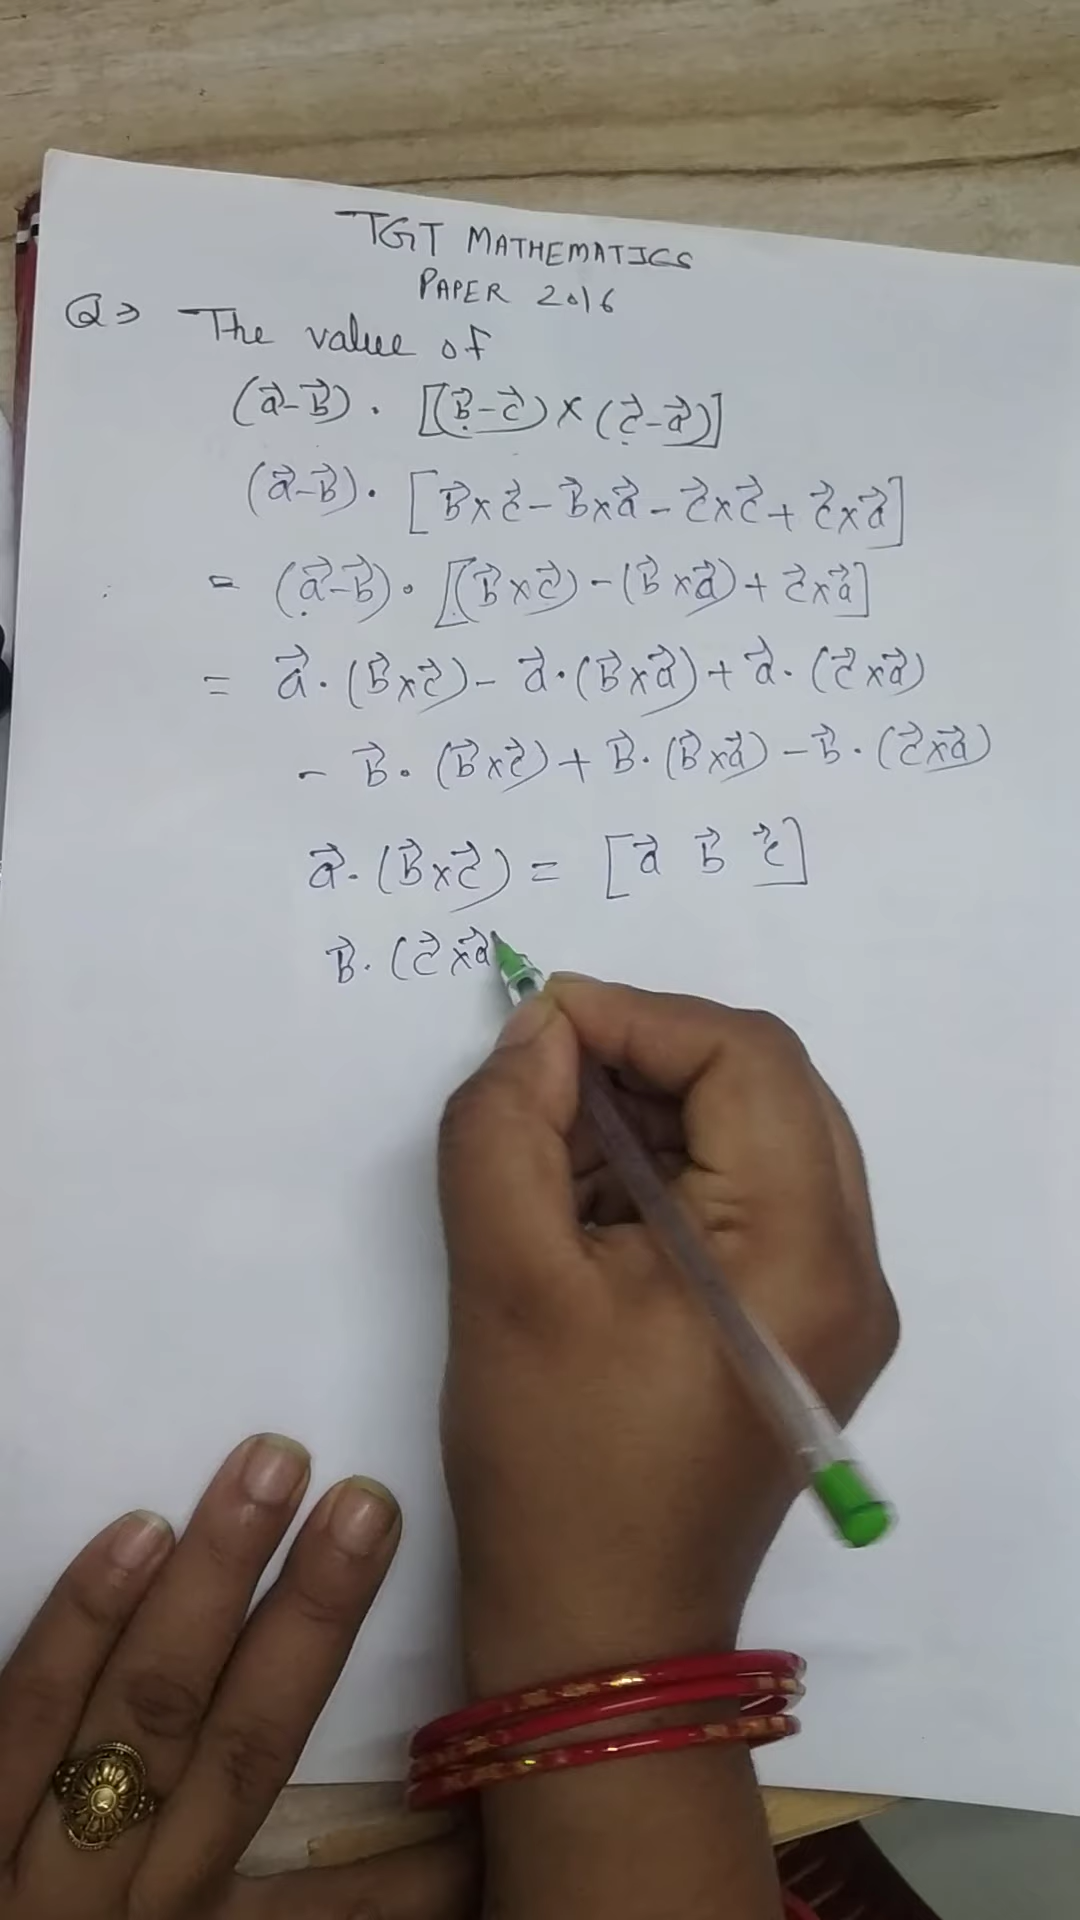 TGT MATHEMATICS
PAPER 2016
Q⇒ The value of
(a⃗-b⃗) . [(b⃗-c⃗)×(c⃗-a⃗)]
(a⃗-b⃗). [b⃗×c⃗-b⃗×a⃗-c⃗×c⃗+c⃗×a⃗]
= (a⃗-b⃗). [(b⃗×c⃗)-(b⃗×a⃗)+c⃗×a⃗]
= a⃗.(b⃗×c⃗)-a⃗.(b⃗×a⃗)+a⃗.(c⃗×a⃗)
- b⃗.(b⃗×c⃗)+b⃗.(b⃗×a⃗)-b⃗.(c⃗×a⃗)
a⃗.(b⃗×c⃗) = [a⃗ b⃗ c⃗]
b⃗.(c⃗×a⃗